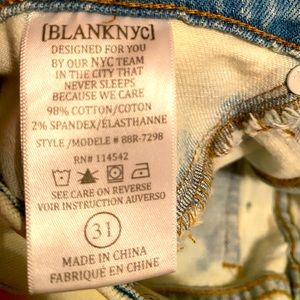 [BLANKNYC]
DESIGNED FOR YOU
BY OUR NYC TEAM
IN THE CITY THAT
NEVER SLEEPS
BECAUSE WE CARE
98% COTTON/COTON
2% SPANDEX/ÉLASTHANNE
STYLE /MODELE # 88R-7298
RN# 114542
SEE CARE ON REVERSE
VOIR INSTRUCTION AUVERSO
31
MADE IN CHINA
FABRIQUÉ EN CHINE